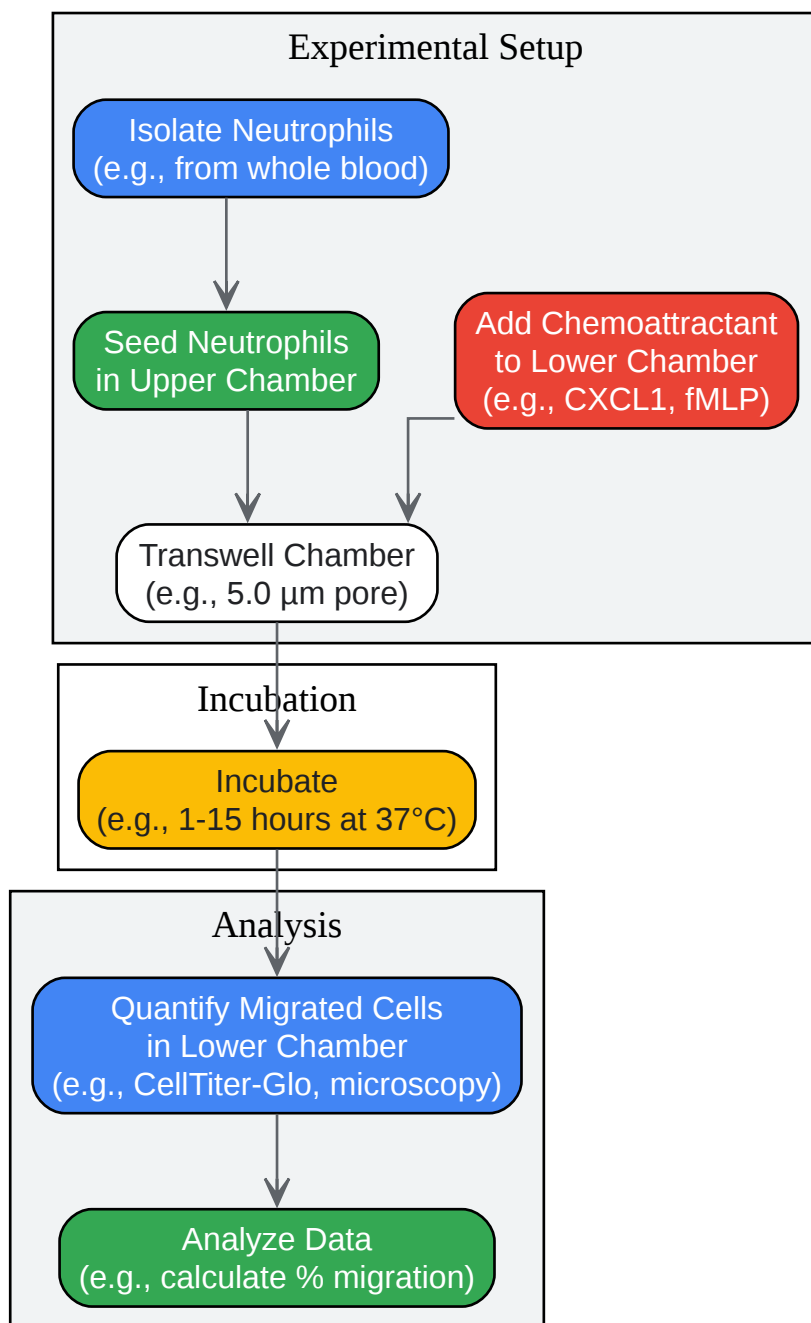 Experimental Setup
Isolate Neutrophils
(e.g., from whole blood)
Seed Neutrophils
in Upper Chamber
Add Chemoattractant
to Lower Chamber
(e.g., CXCL1, fMLP)
Transwell Chamber
(e.g., 5.0 µm pore)
Incubation
Incubate
(e.g., 1-15 hours at 37°C)
Analysis
Quantify Migrated Cells
in Lower Chamber
(e.g., CellTiter-Glo, microscopy)
Analyze Data
(e.g., calculate % migration)